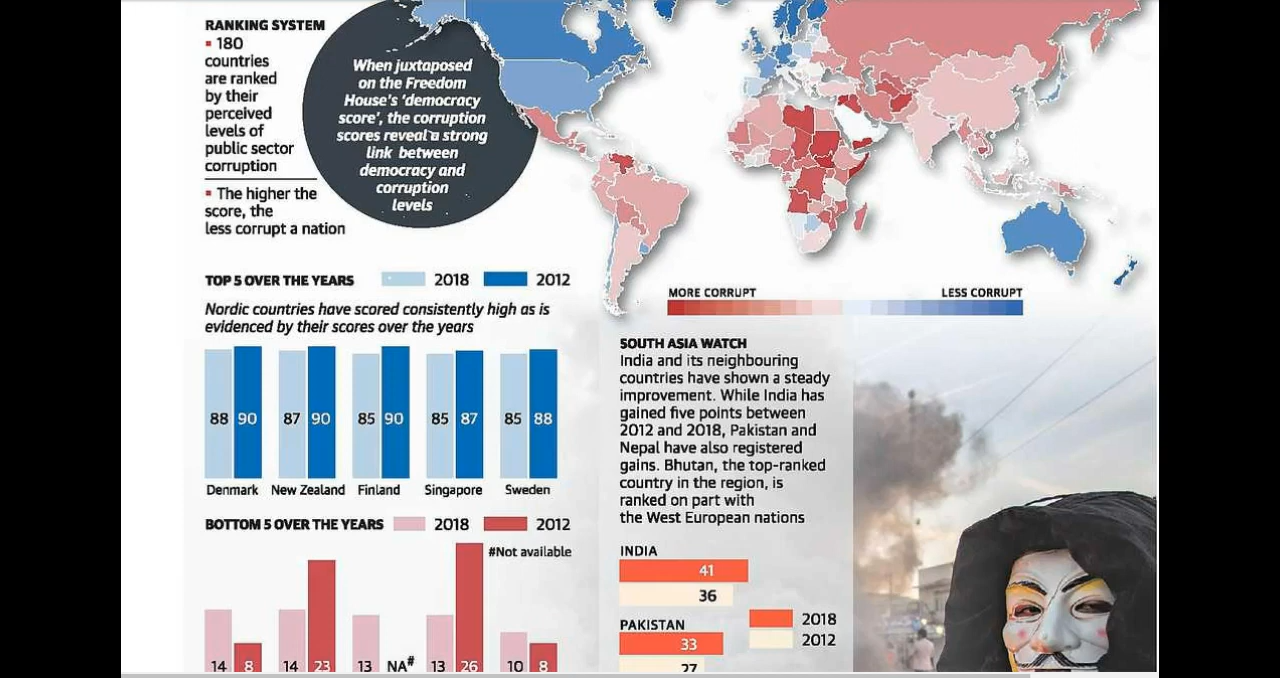 RANKING SYSTEM
▪ 180
countries
are ranked
by their
perceived
levels of
public sector
corruption
▪ The higher the
score, the
less corrupt a nation
When juxtaposed
on the Freedom
House's 'democracy
score', the corruption
scores reveal a strong
link between
democracy and
corruption
levels
MORE CORRUPT LESS CORRUPT
TOP 5 OVER THE YEARS 2018 2012
Nordic countries have scored consistently high as is
evidenced by their scores over the years
88 90 87 90 85 90 85 87 85 88
Denmark New Zealand Finland Singapore Sweden
BOTTOM 5 OVER THE YEARS 2018 2012
#Not available
14 8 14 23 13 NA# 13 26 10 8
SOUTH ASIA WATCH
India and its neighbouring
countries have shown a steady
improvement. While India has
gained five points between
2012 and 2018, Pakistan and
Nepal have also registered
gains. Bhutan, the top-ranked
country in the region, is
ranked on part with
the West European nations
INDIA
41
36
2018
2012
PAKISTAN
33
27